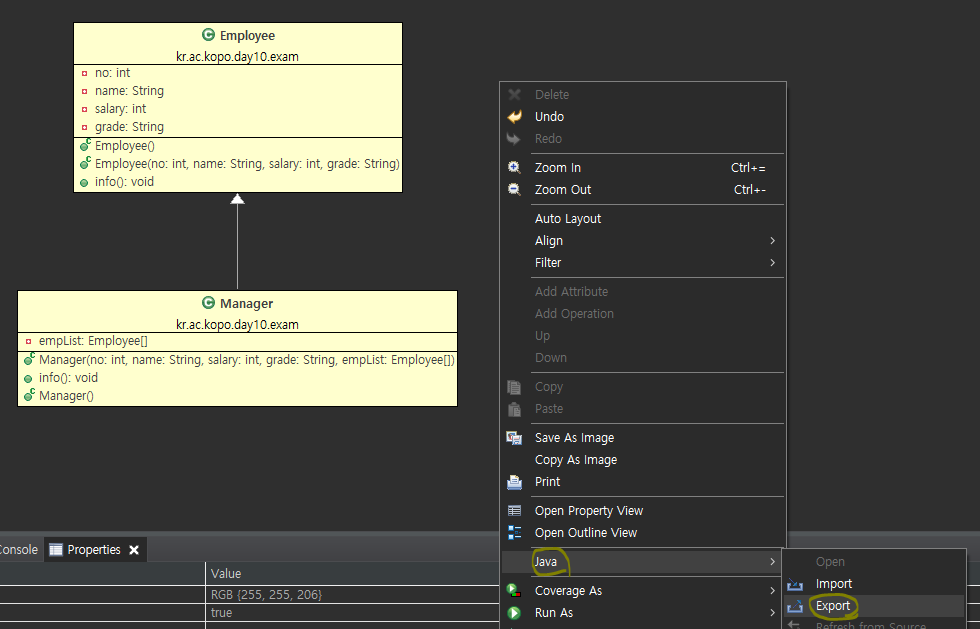 Employee
kr.ac.kopo.day10.exam
no: int
name: String
salary: int
grade: String
Employee()
Employee(no: int, name: String, salary: int, grade: String)
info(): void
Manager
kr.ac.kopo.day10.exam
empList: Employee[]
Manager(no: int, name: String, salary: int, grade: String, empList: Employee[])
info(): void
Manager()
Delete
Undo
Redo
Zoom In Ctrl+=
Zoom Out Ctrl+-
Auto Layout
Align
Filter
Add Attribute
Add Operation
Up
Down
Copy
Paste
Save As Image
Copy As Image
Print
Open Property View
Open Outline View
Java
Coverage As
Run As
Open
Import
Export
Refresh from Source
Console Properties
Value
RGB {255, 255, 206}
true